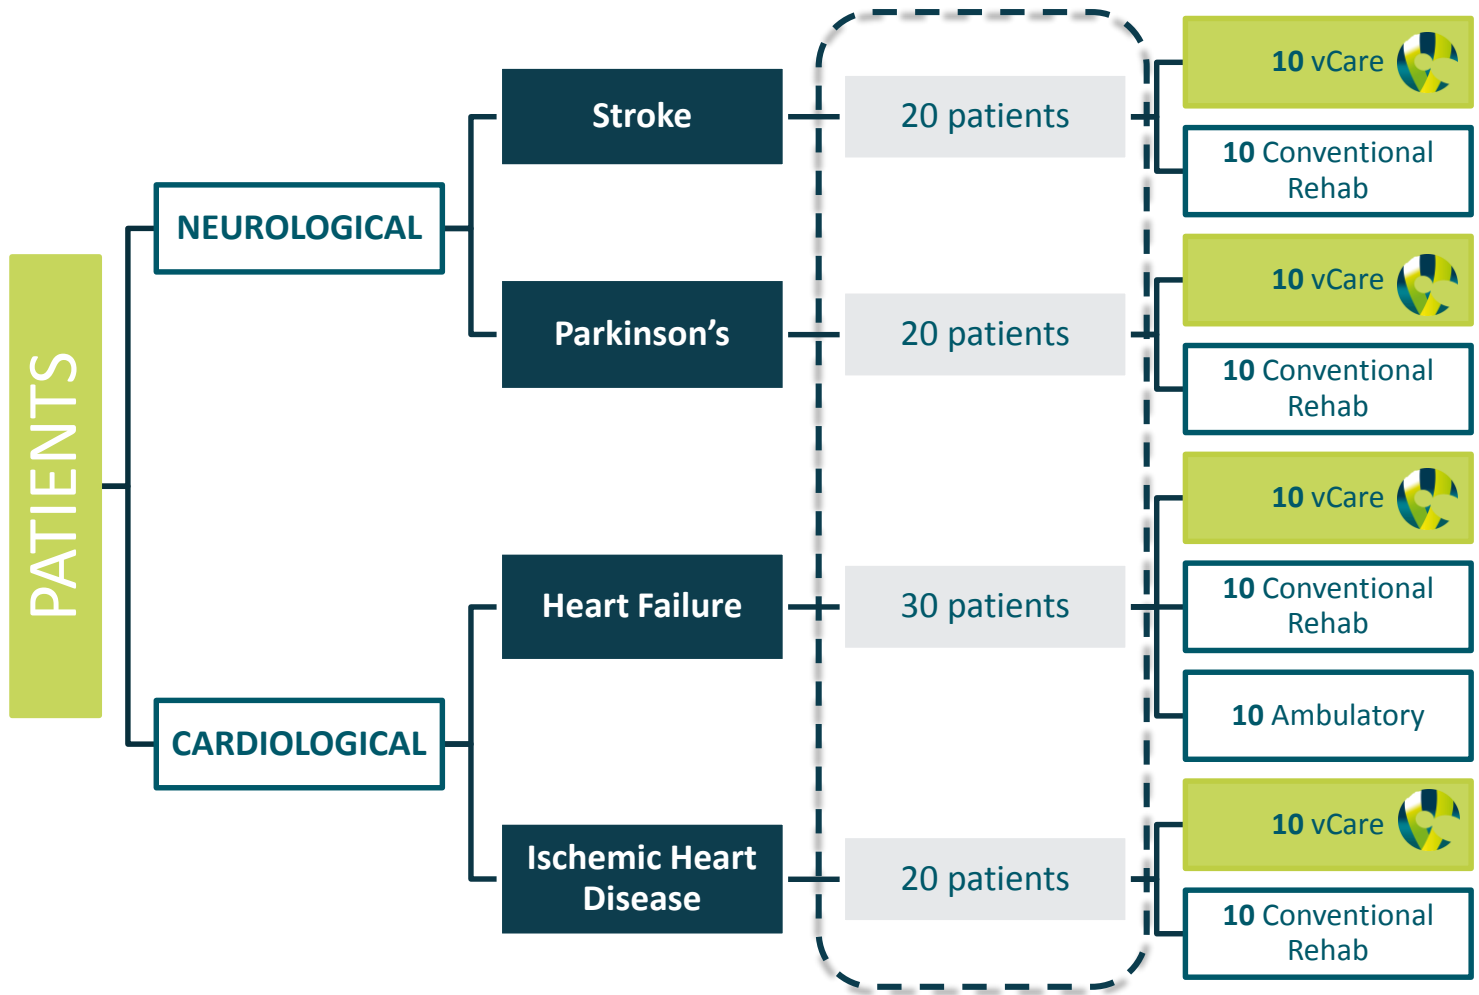 PATIENTS
NEUROLOGICAL
Stroke
20 patients
10 vCare
10 Conventional
Rehab
Parkinson’s
20 patients
10 vCare
10 Conventional
Rehab
CARDIOLOGICAL
Heart Failure
30 patients
10 vCare
10 Conventional
Rehab
10 Ambulatory
Ischemic Heart
Disease
20 patients
10 vCare
10 Conventional
Rehab